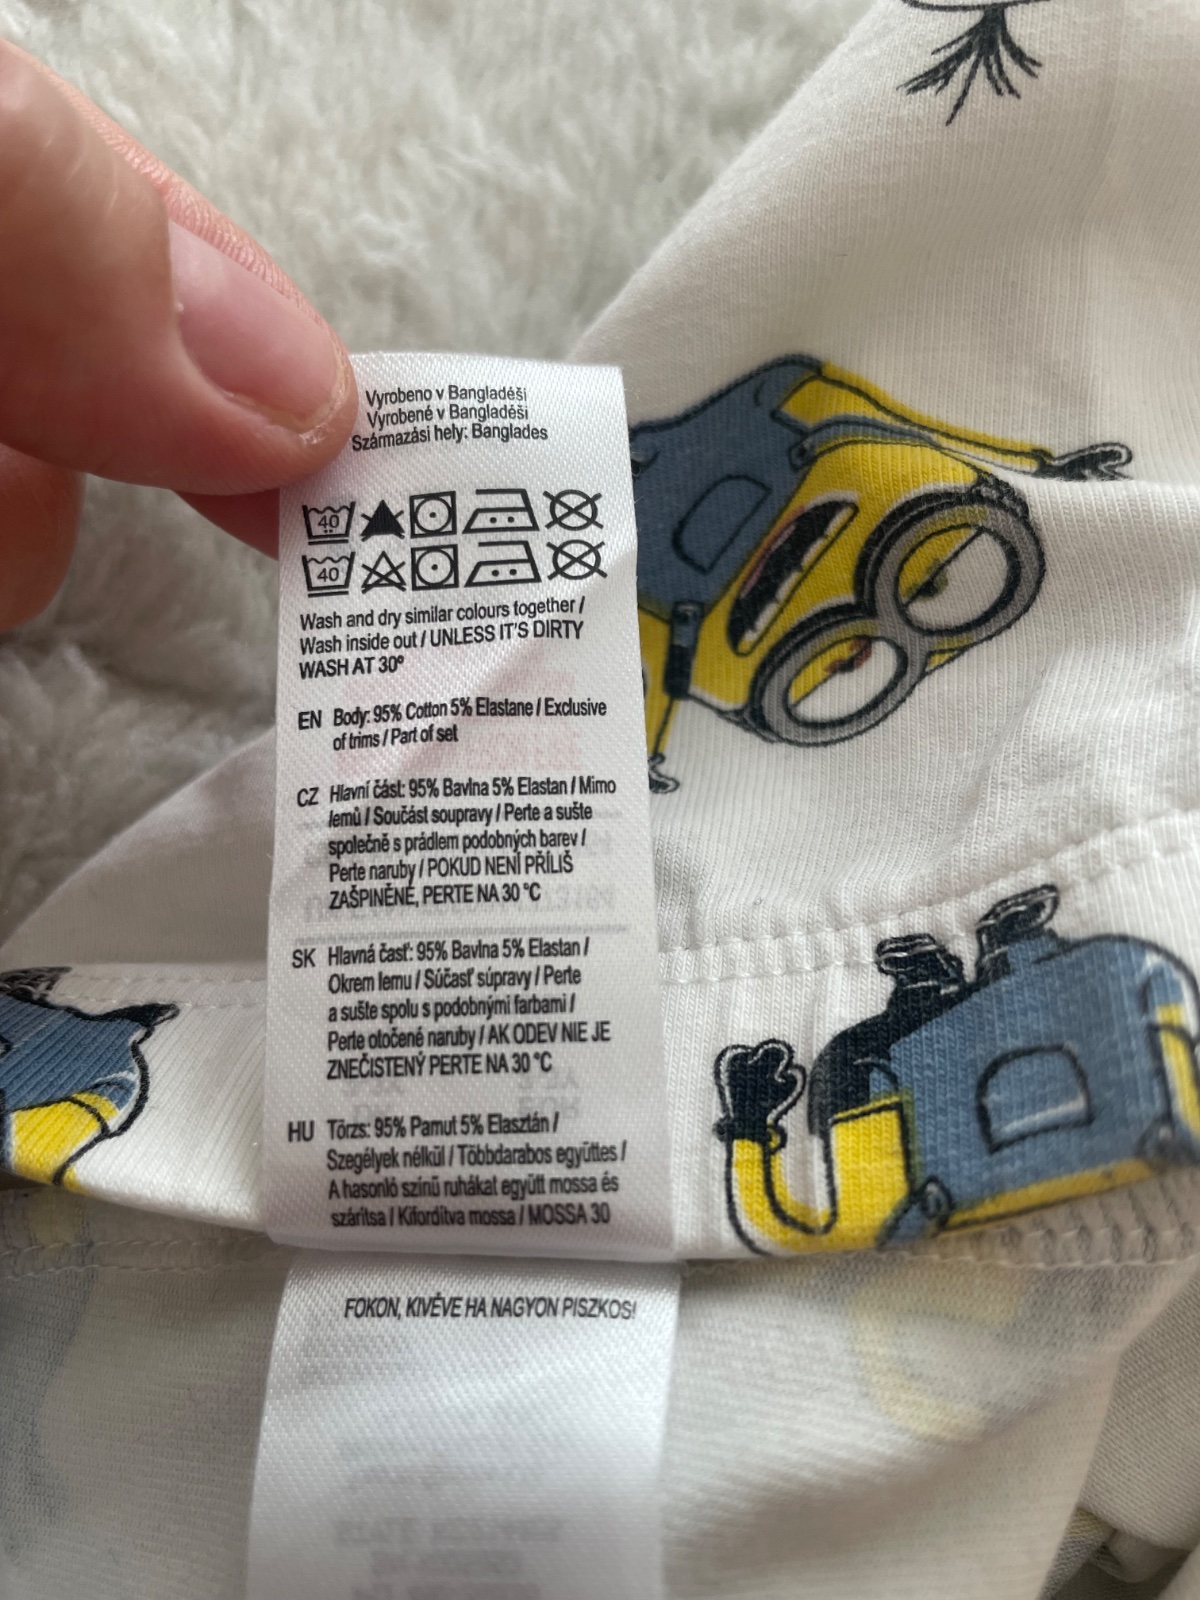 Vyrobeno v Bangladéši
Vyrobené v Bangladéši
Származási hely: Banglades
40
40
Wash and dry similar colours together /
Wash inside out / UNLESS IT'S DIRTY
WASH AT 30º
EN Body: 95% Cotton 5% Elastane / Exclusive
of trims / Part of set
CZ Hlavní část: 95% Bavlna 5% Elastan / Mimo
lemů / Součást soupravy / Perte a sušte
společně s prádlem podobných barev /
Perte naruby / POKUD NENÍ PŘÍLIŠ
ZAŠPINĚNÉ, PERTE NA 30 °C
SK Hlavná časť: 95% Bavlna 5% Elastan /
Okrem lemu / Súčasť súpravy / Perte
a sušte spolu s podobnými farbami /
Perte otočené naruby / AK ODEV NIE JE
ZNEČISTENÝ PERTE NA 30 °C
HU Törzs: 95% Pamut 5% Elasztán /
Szegélyek nélkül / Többdarabos együttes /
A hasonló színű ruhákat együtt mossa és
szárítsa / Kifordítva mossa / MOSSA 30
FOKON, KIVÉVE HA NAGYON PISZKOS!